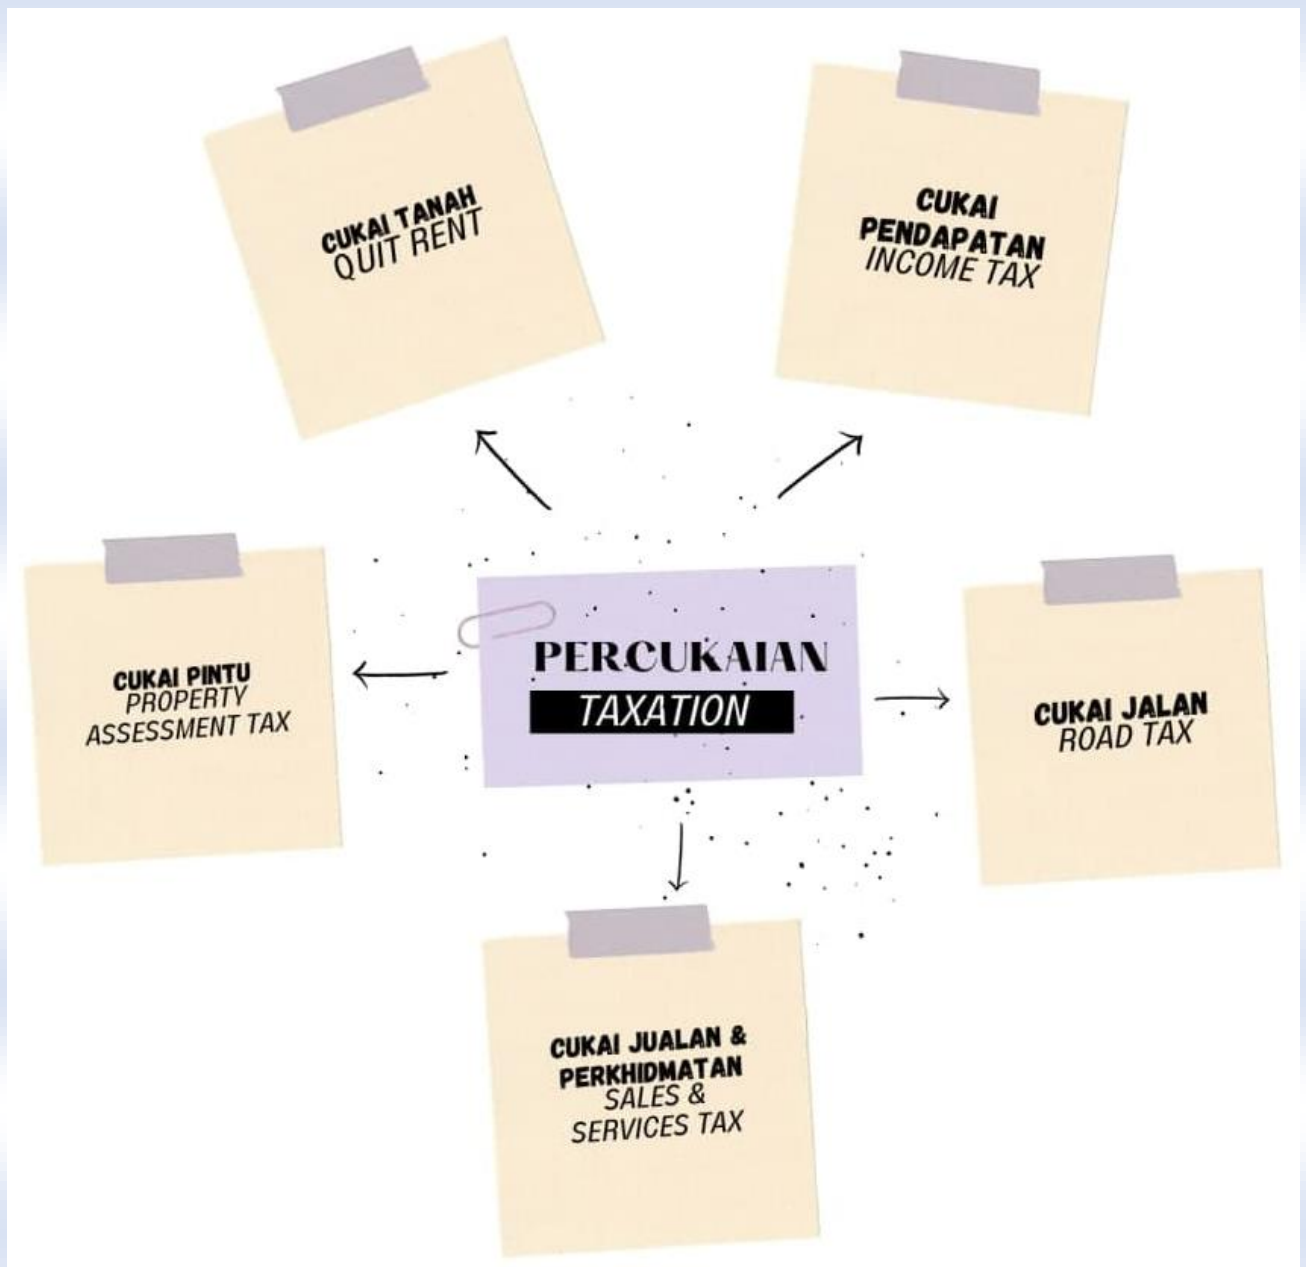 CUKAI TANAH
QUIT RENT
CUKAI
PENDAPATAN
INCOME TAX
CUKAI PINTU
PROPERTY
ASSESSMENT TAX
PERCUKAIAN
TAXATION
CUKAI JALAN
ROAD TAX
CUKAI JUALAN &
PERKHIDMATAN
SALES &
SERVICES TAX